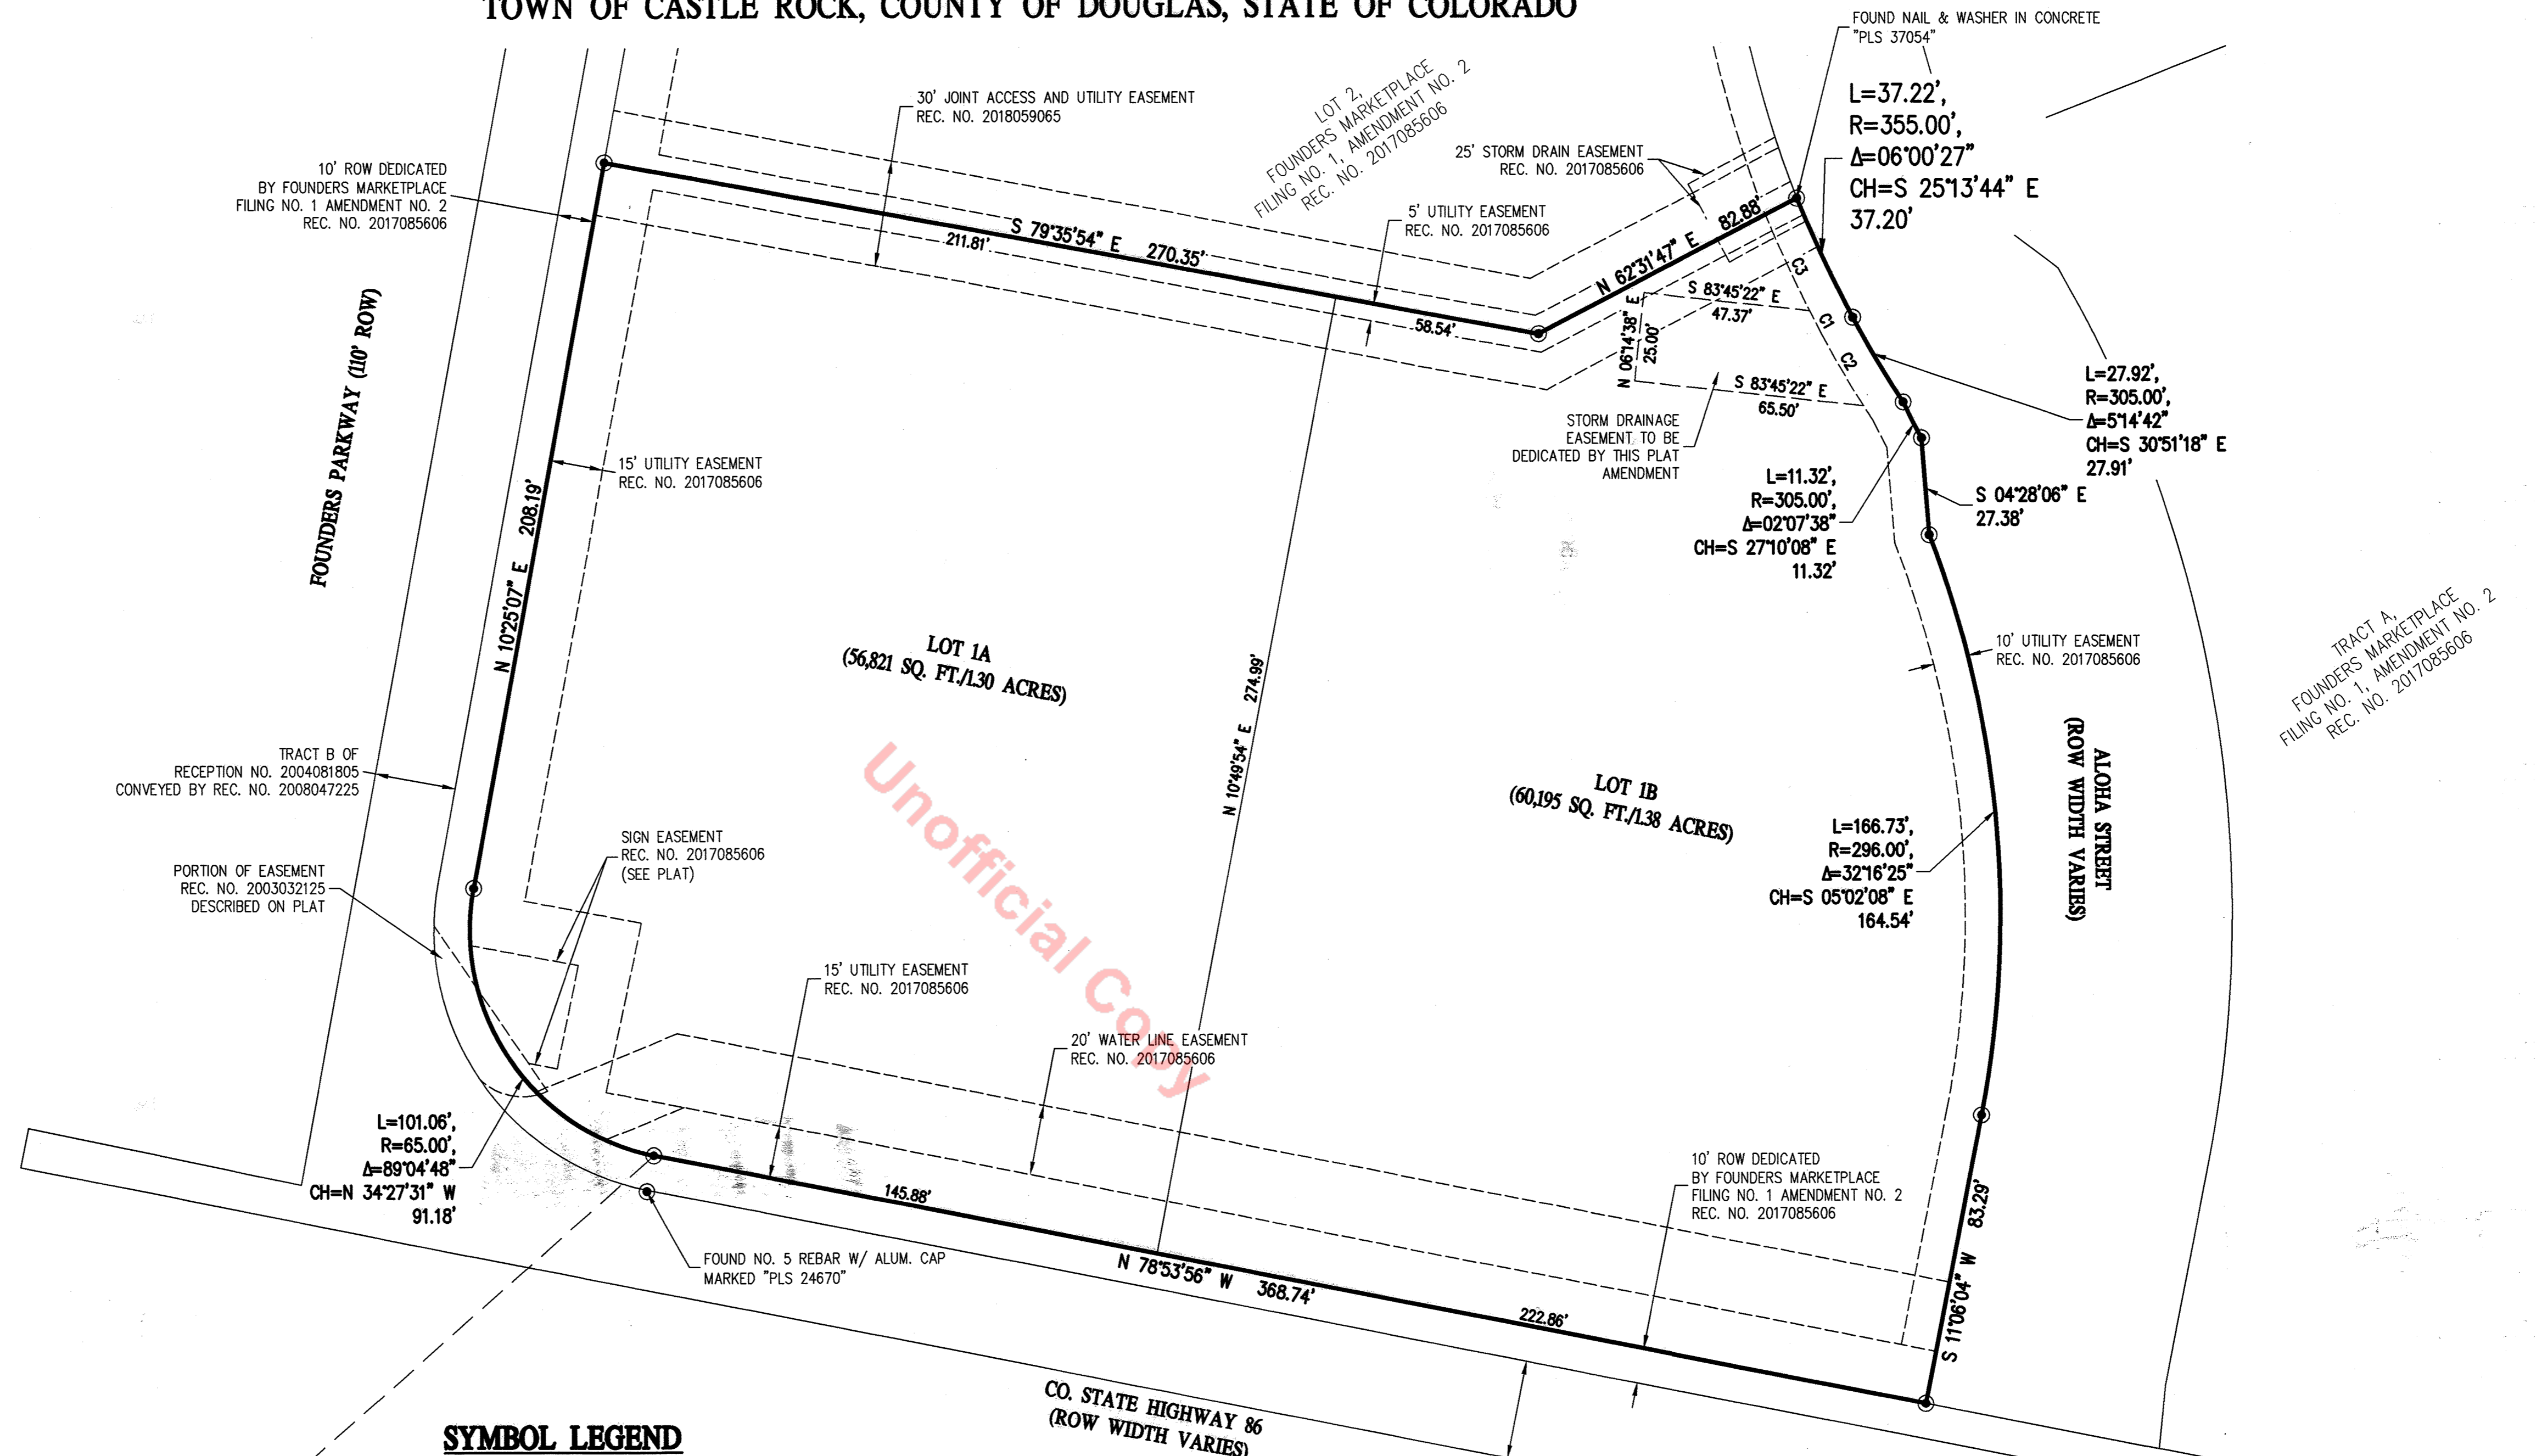 TOWN OF CASTLE ROCK, COUNTY OF DOUGLAS, STATE OF COLORADO
FOUND NAIL & WASHER IN CONCRETE
"PLS 37054"
L=37.22',
R=355.00',
Δ=06°00'27"
CH=S 25°13'44" E
37.20'
30' JOINT ACCESS AND UTILITY EASEMENT
REC. NO. 2018059065
LOT 2,
FOUNDERS MARKETPLACE
FILING NO. 1, AMENDMENT NO. 2
REC. NO. 2017085606
25' STORM DRAIN EASEMENT
REC. NO. 2017085606
10' ROW DEDICATED
BY FOUNDERS MARKETPLACE
FILING NO. 1 AMENDMENT NO. 2
REC. NO. 2017085606
5' UTILITY EASEMENT
REC. NO. 2017085606
S 79°35'54" E 270.35'
211.81'
58.54'
N 62°31'47" E 82.88'
C3
S 83°45'22" E
47.37'
C1
C2
N 06°14'38" E
25.00'
S 83°45'22" E
65.50'
L=27.92',
R=305.00',
Δ=5°14'42"
CH=S 30°51'18" E
27.91'
STORM DRAINAGE
EASEMENT TO BE
DEDICATED BY THIS PLAT
AMENDMENT
L=11.32',
R=305.00',
Δ=02°07'38"
CH=S 27°10'08" E
11.32'
S 04°28'06" E
27.38'
FOUNDERS PARKWAY (110' ROW)
15' UTILITY EASEMENT
REC. NO. 2017085606
N 10°25'07" E 208.19'
LOT 1A
(56,821 SQ. FT./1.30 ACRES)
N 10°49'54" E 274.99'
LOT 1B
(60,195 SQ. FT./1.38 ACRES)
10' UTILITY EASEMENT
REC. NO. 2017085606
TRACT A,
FOUNDERS MARKETPLACE
FILING NO. 1, AMENDMENT NO. 2
REC. NO. 2017085606
ALOHA STREET
(ROW WIDTH VARIES)
TRACT B OF
RECEPTION NO. 2004081805
CONVEYED BY REC. NO. 2008047225
SIGN EASEMENT
REC. NO. 2017085606
(SEE PLAT)
PORTION OF EASEMENT
REC. NO. 2003032125
DESCRIBED ON PLAT
L=166.73',
R=296.00',
Δ=32°16'25"
CH=S 05°02'08" E
164.54'
Unofficial Copy
15' UTILITY EASEMENT
REC. NO. 2017085606
20' WATER LINE EASEMENT
REC. NO. 2017085606
L=101.06',
R=65.00',
Δ=89°04'48"
CH=N 34°27'31" W
91.18'
145.88'
10' ROW DEDICATED
BY FOUNDERS MARKETPLACE
FILING NO. 1 AMENDMENT NO. 2
REC. NO. 2017085606
S 11°06'04" W 83.29'
FOUND NO. 5 REBAR W/ ALUM. CAP
MARKED "PLS 24670"
N 78°53'56" W 368.74'
222.86'
CO. STATE HIGHWAY 86
(ROW WIDTH VARIES)
SYMBOL LEGEND